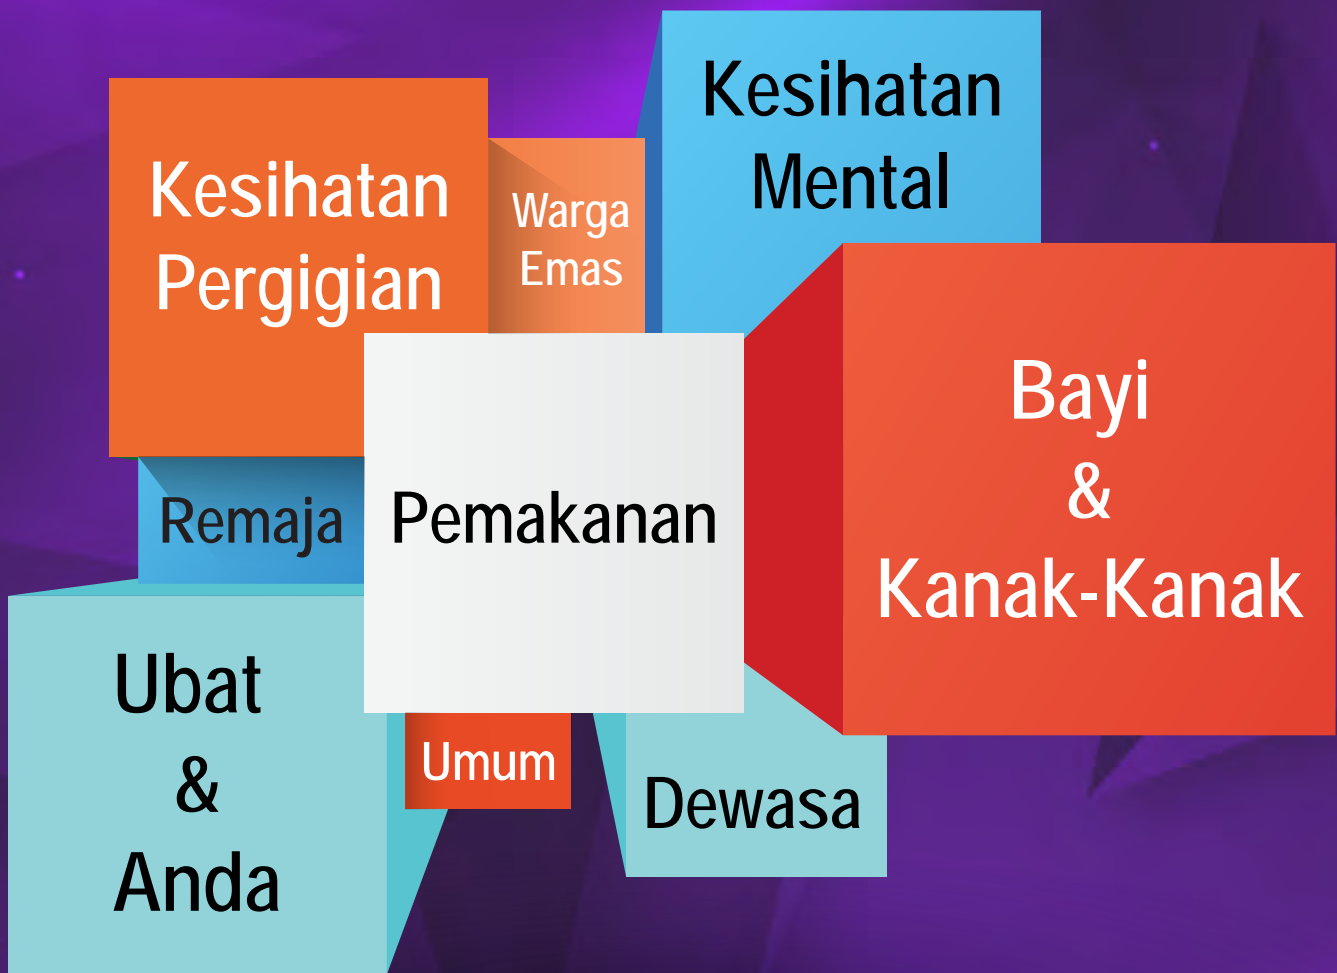 Kesihatan
Mental
Kesihatan
Pergigian
Warga
Emas
Bayi
&
Kanak-Kanak
Remaja
Pemakanan
Ubat
&
Anda
Umum
Dewasa